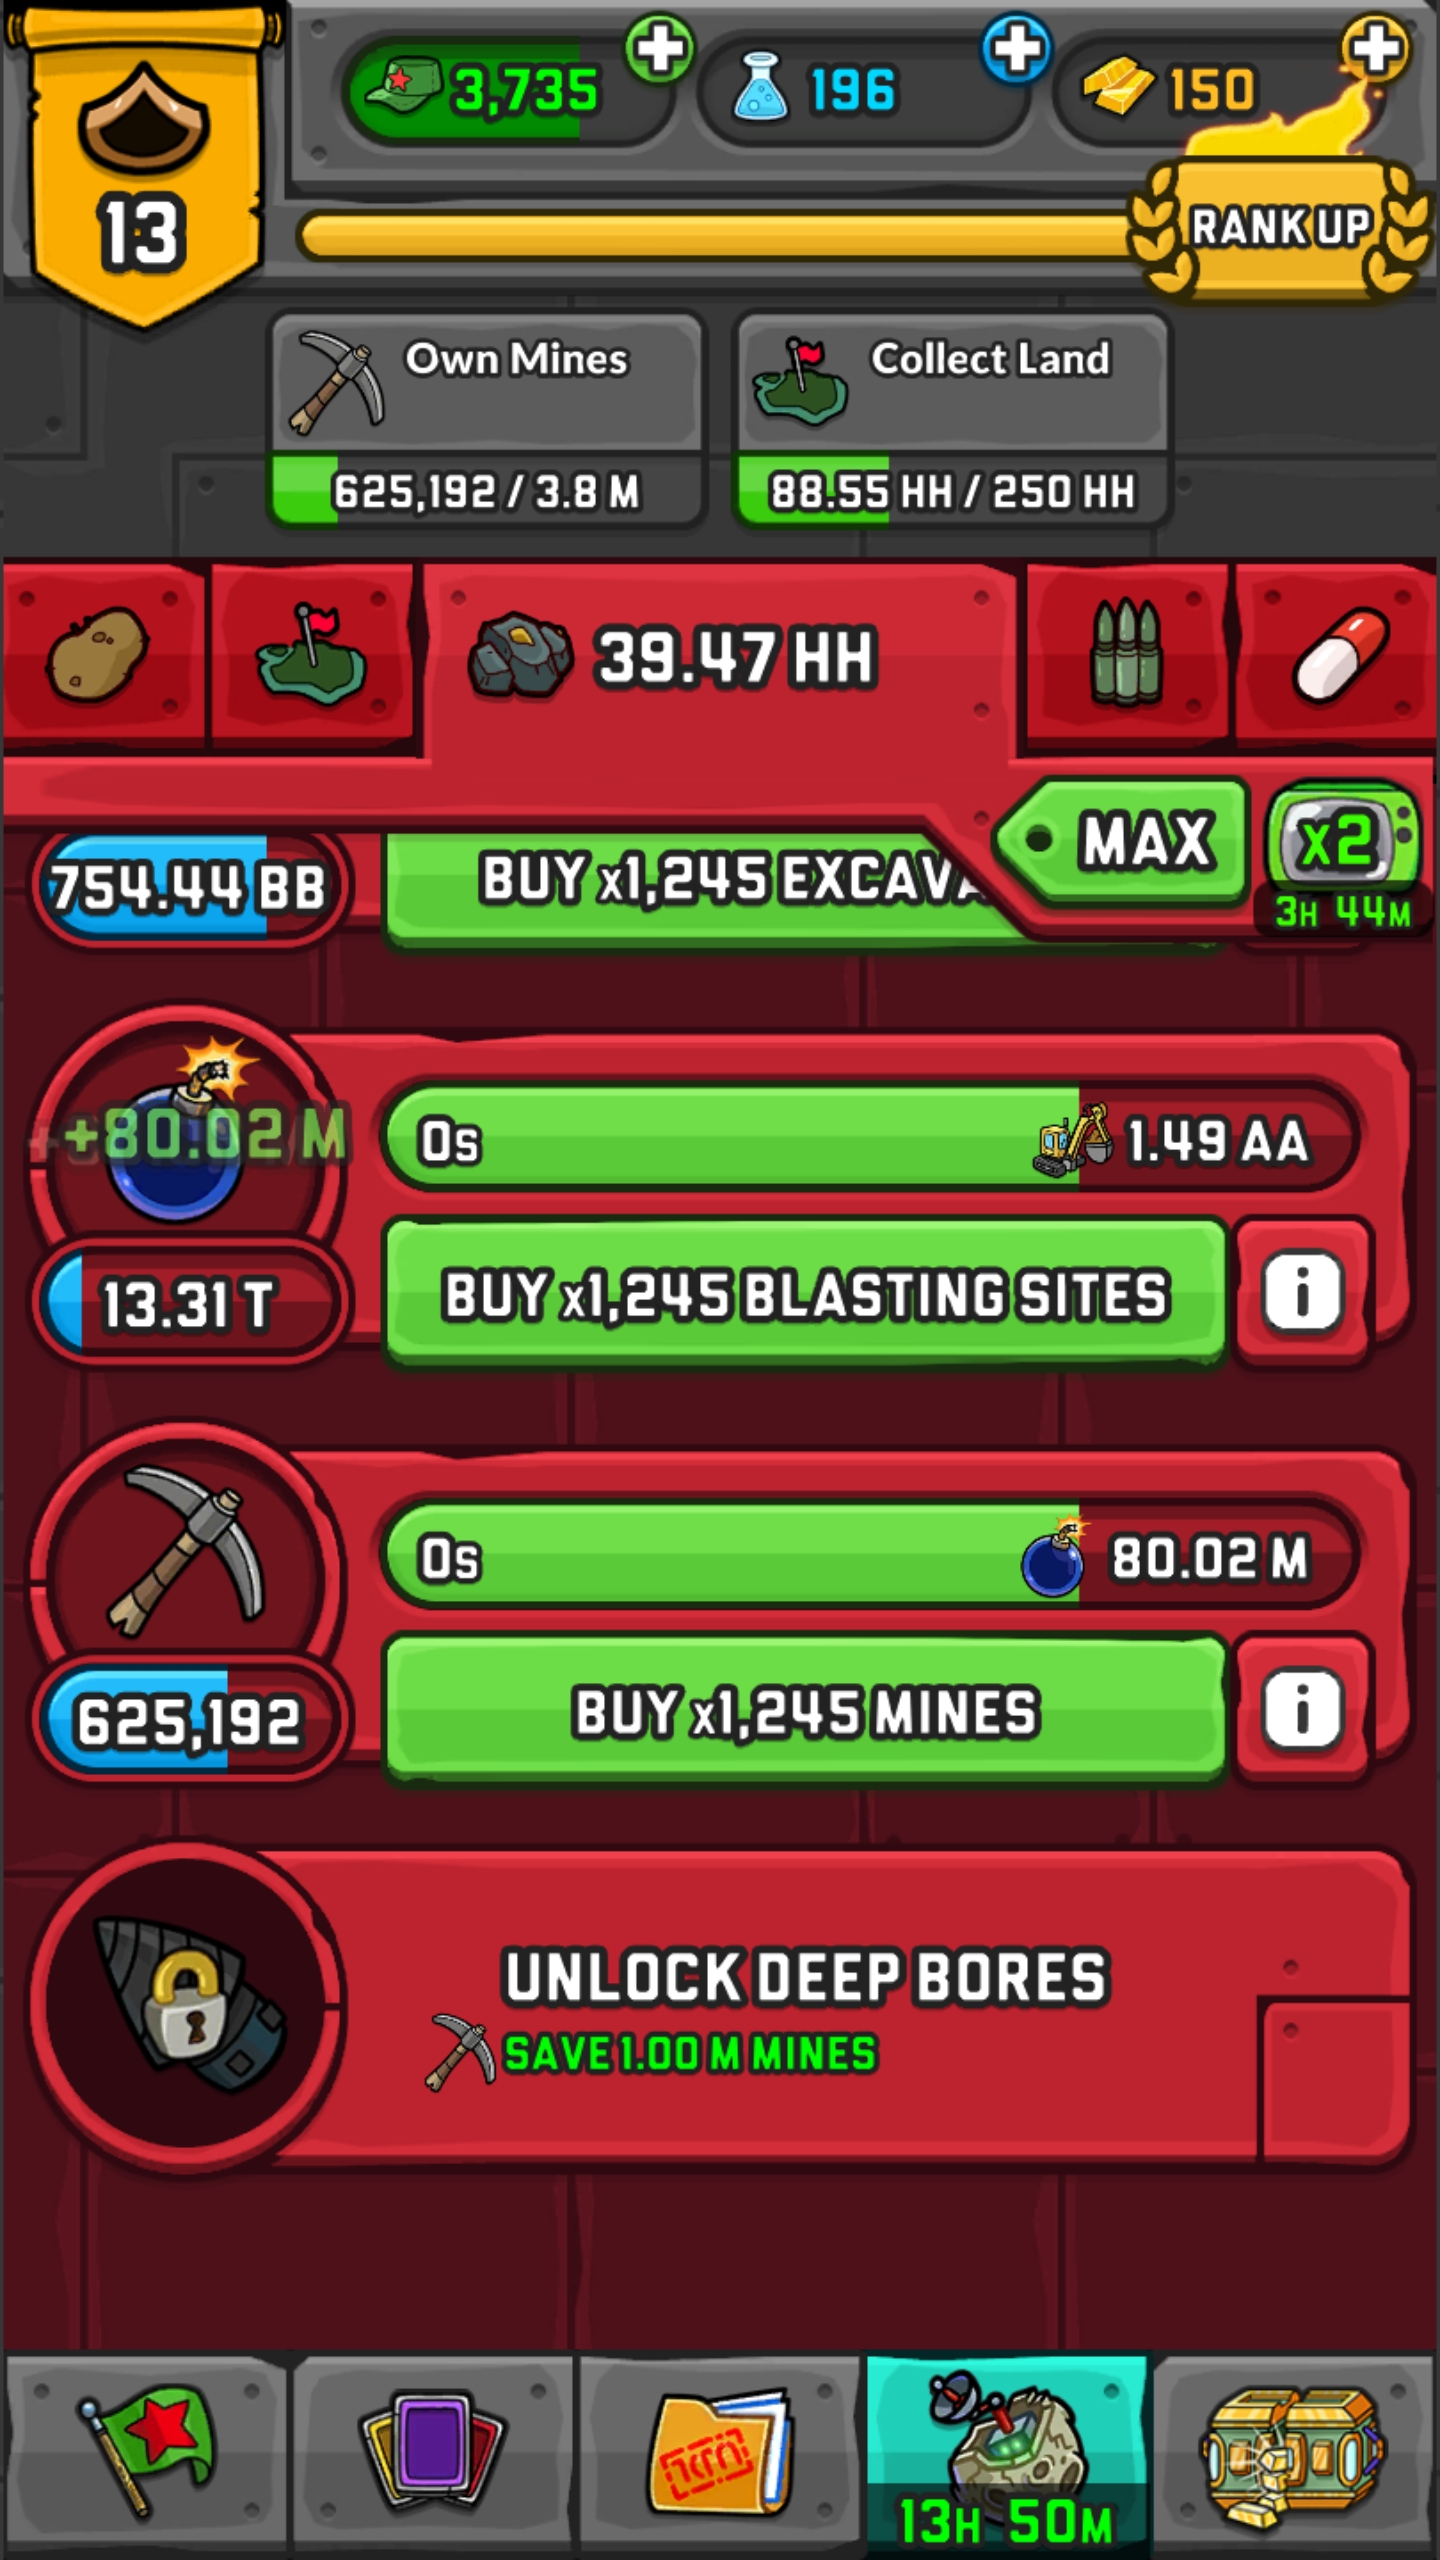 3,735
196
150
13
RANK UP
Own Mines
Collect Land
625,192 / 3.8 M
88.55 HH / 250 HH
39.47 HH
MAX
x2
3H 44M
754.44 BB
BUY x1,245 EXCAVA
+80.02 M
0s
1.49 AA
13.31 T
BUY x1,245 BLASTING SITES
i
0s
80.02 M
625,192
BUY x1,245 MINES
i
UNLOCK DEEP BORES
SAVE 1.00 M MINES
13H 50M